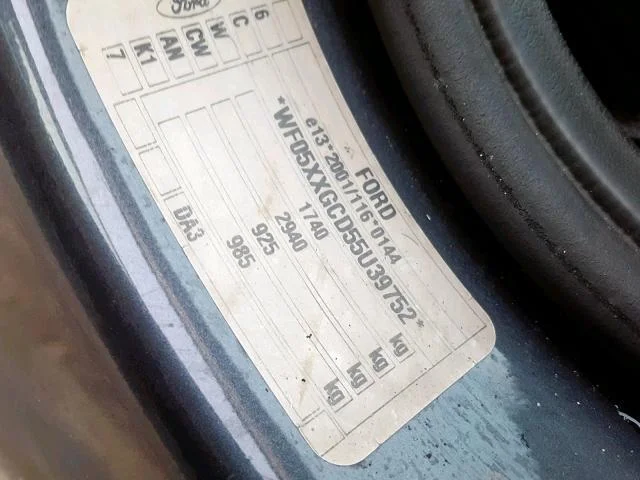 Ford
FORD
e13*2001/116*0144
*WF05XXGCD55U39752*
1740 kg
2940 kg
925 kg
985 kg
DA3
7 K1 AN CW W C 6